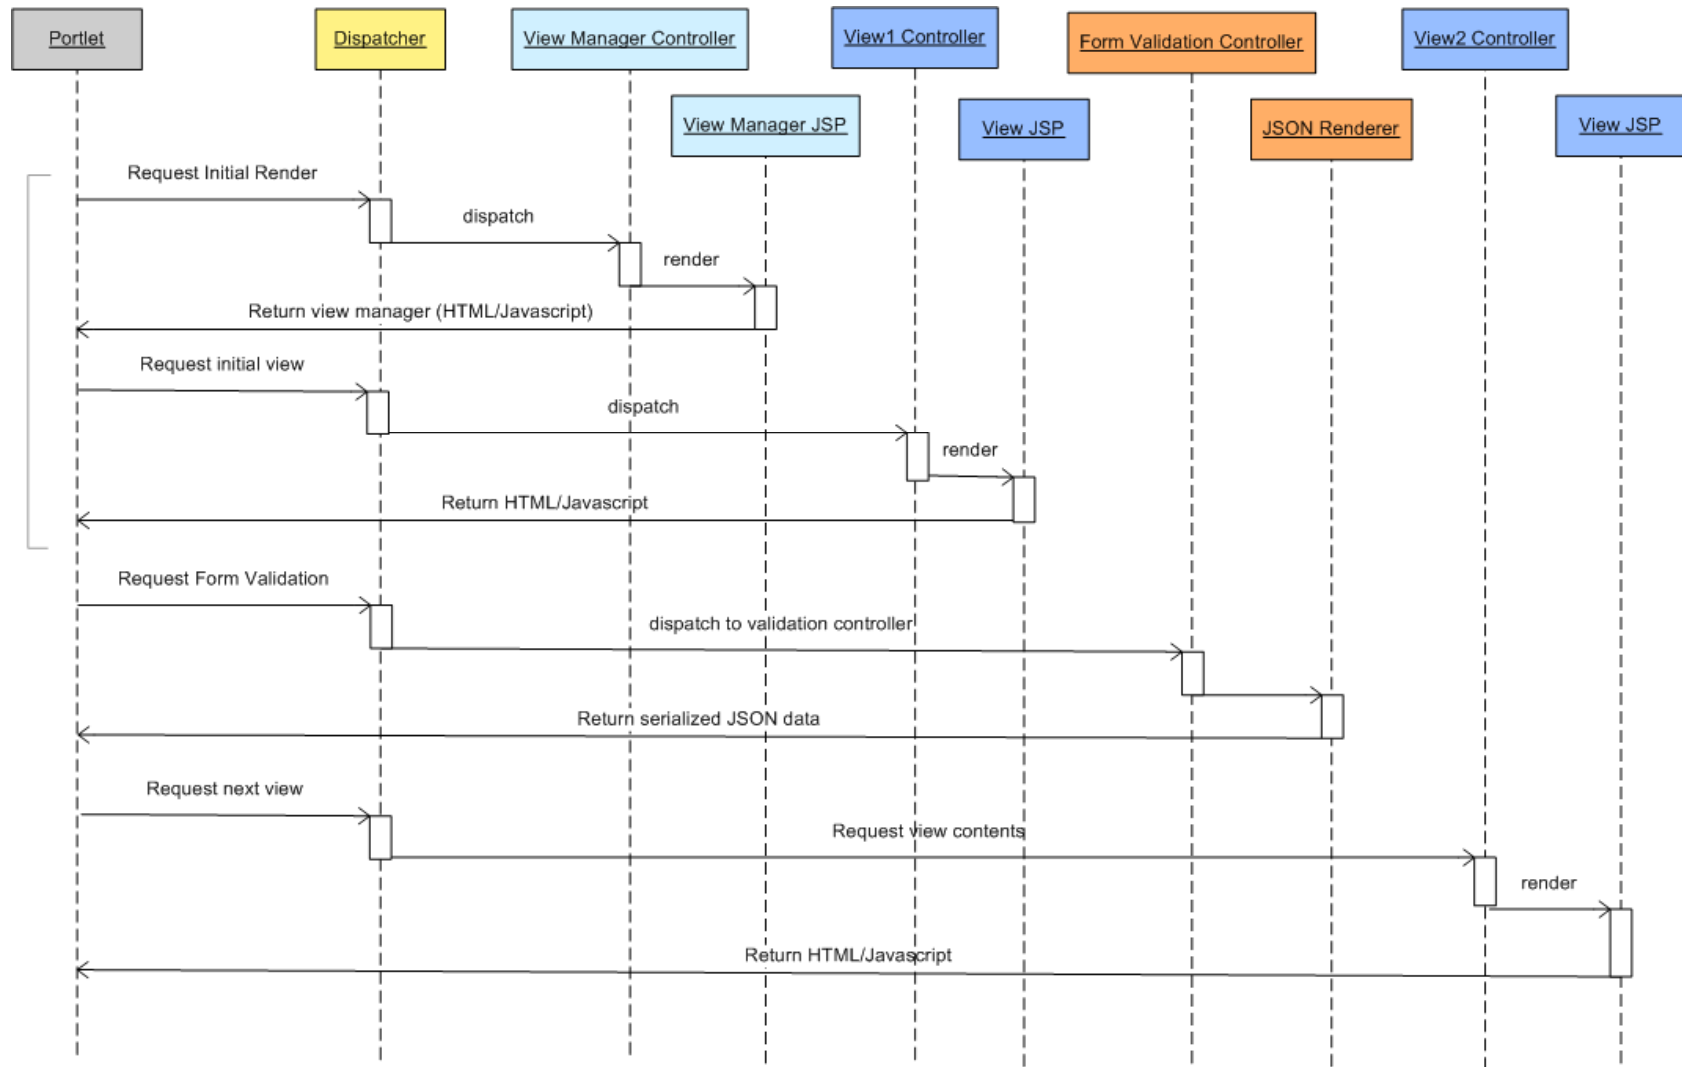 Portlet
Dispatcher
View Manager Controller
View1 Controller
Form Validation Controller
View2 Controller
View Manager JSP
View JSP
JSON Renderer
View JSP
Request Initial Render
dispatch
render
Return view manager (HTML/Javascript)
Request initial view
dispatch
render
Return HTML/Javascript
Request Form Validation
dispatch to validation controller
Return serialized JSON data
Request next view
Request view contents
render
Return HTML/Javascript